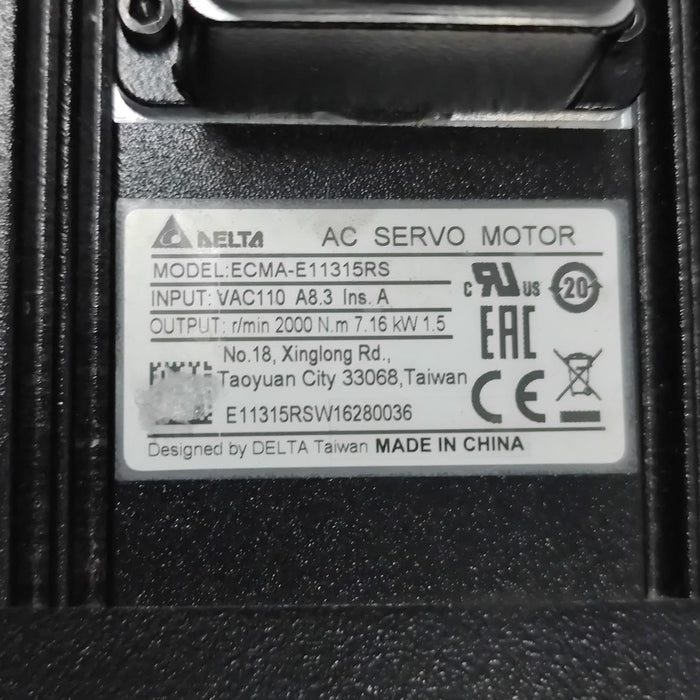 DELTA AC SERVO MOTOR
MODEL:ECMA-E11315RS
INPUT: VAC110 A8.3 Ins. A
OUTPUT: r/min 2000 N.m 7.16 kW 1.5
c RU US 20
EAC
No.18, Xinglong Rd.,
Taoyuan City 33068,Taiwan
CE
E11315RSW16280036
Designed by DELTA Taiwan MADE IN CHINA